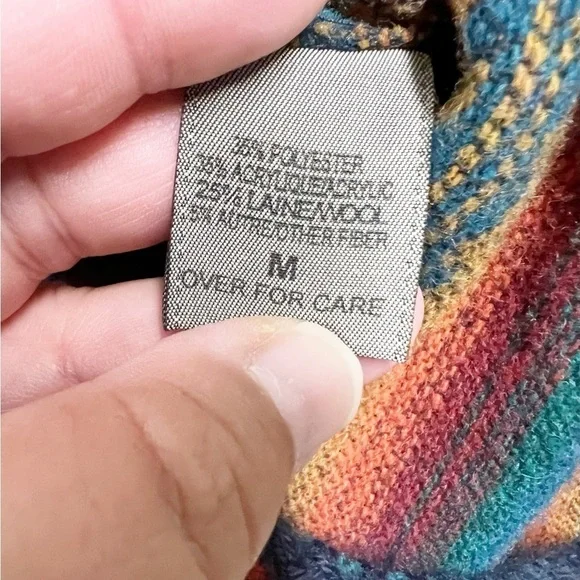 35% POLYESTER
35% ACRYLIQUE/ACRYLIC
25% LAINE/WOOL
5% AUTRE/OTHER FIBER
M
OVER FOR CARE